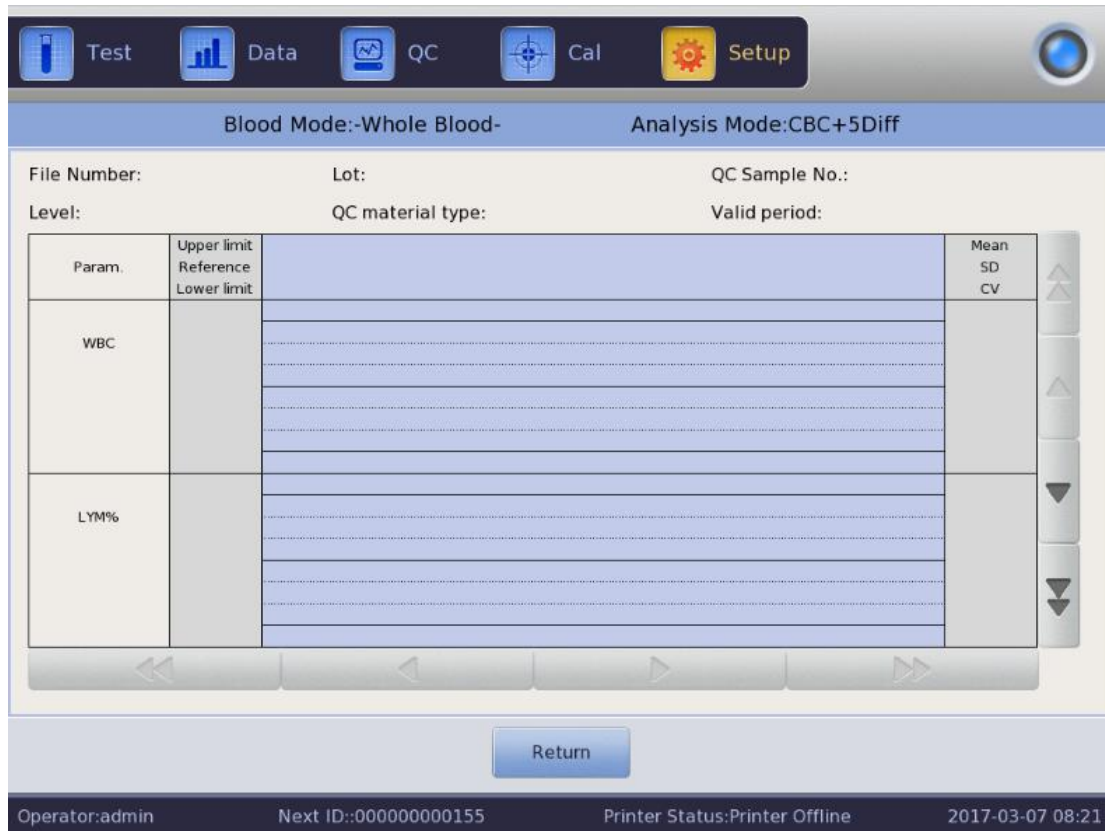 Test Data QC Cal Setup
Blood Mode:-Whole Blood- Analysis Mode:CBC+5Diff
File Number: Lot: QC Sample No.:
Level: QC material type: Valid period:
Param.
Upper limit
Reference
Lower limit
Mean
SD
CV
WBC
LYM%
Return
Operator:admin Next ID::000000000155 Printer Status:Printer Offline 2017-03-07 08:21